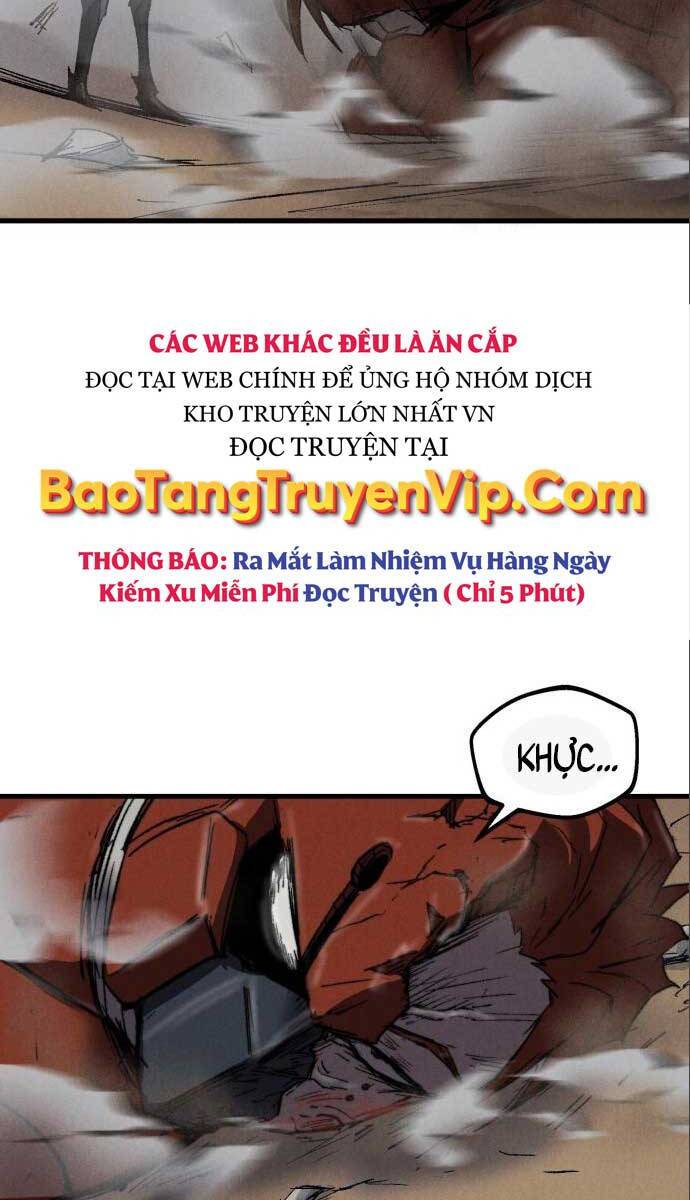 CÁC WEB KHÁC ĐỀU LÀ ĂN CẮP
ĐỌC TẠI WEB CHÍNH ĐỂ ỦNG HỘ NHÓM DỊCH
KHO TRUYỆN LỚN NHẤT VN
ĐỌC TRUYỆN TẠI
BaoTangTruyenVip.Com
THÔNG BÁO: Ra Mắt Làm Nhiệm Vụ Hàng Ngày
Kiếm Xu Miễn Phí Đọc Truyện ( Chỉ 5 Phút)
KHỰC...